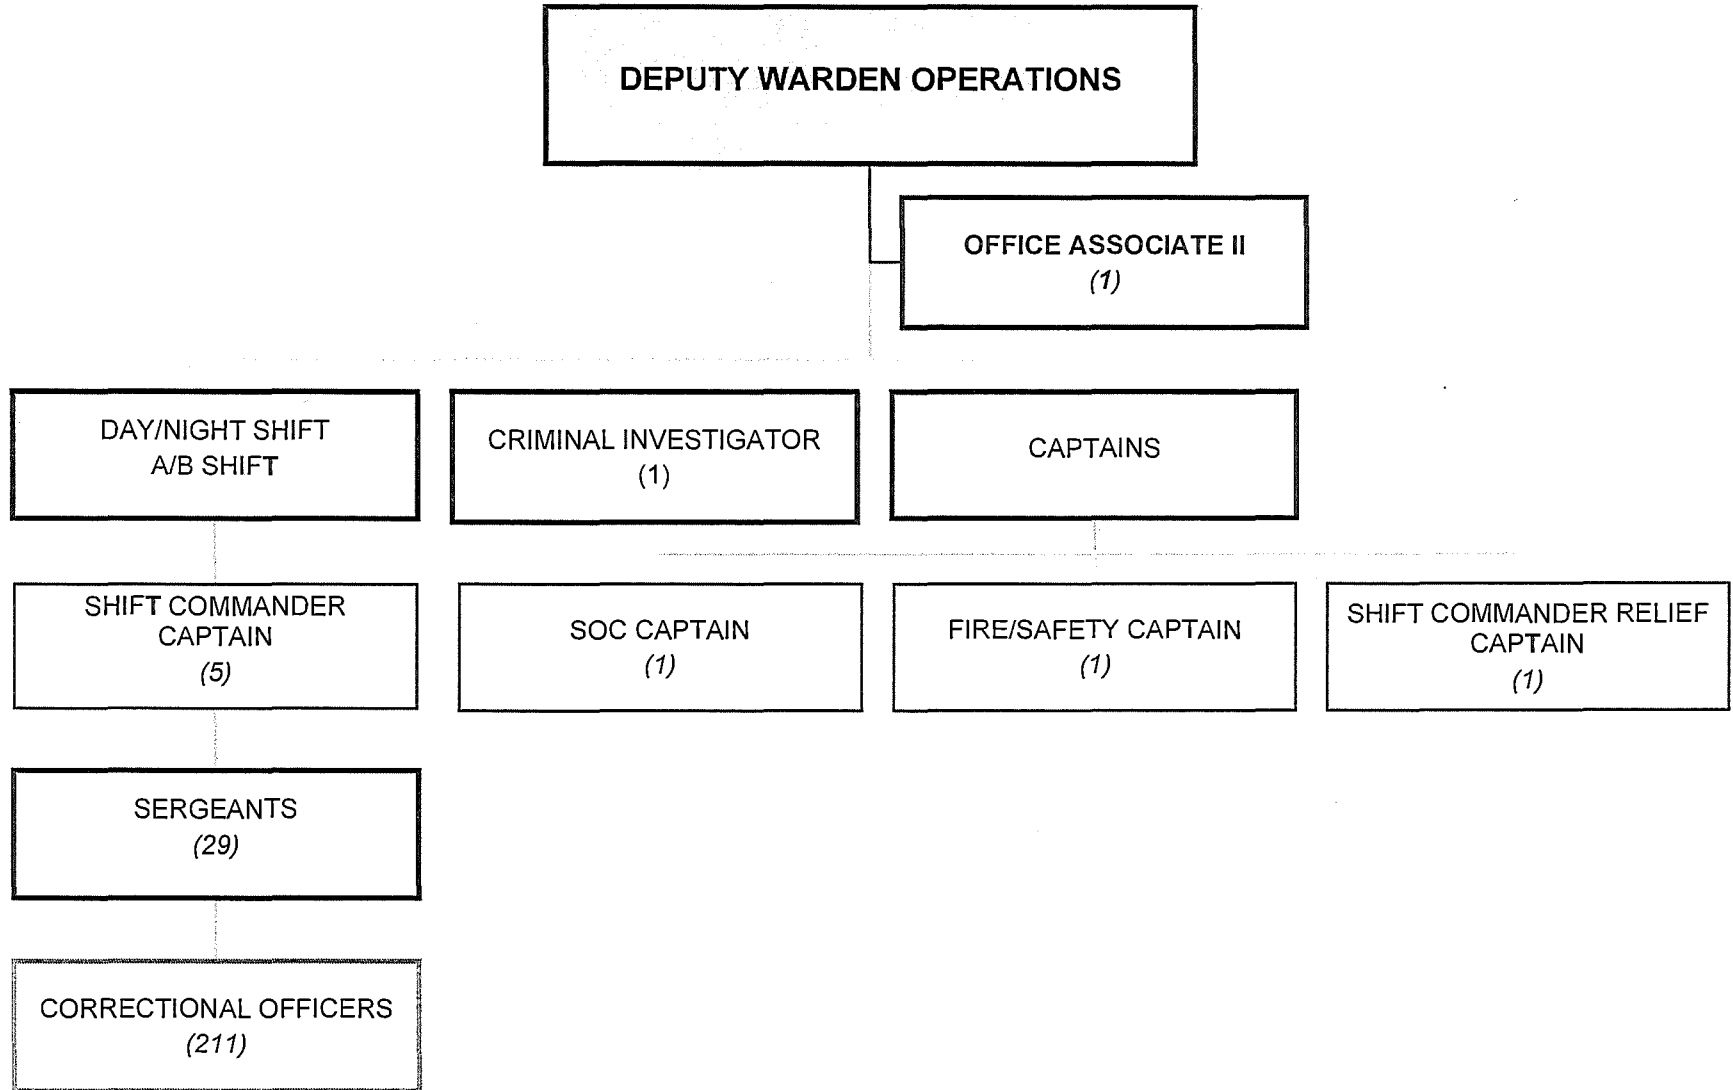 DEPUTY WARDEN OPERATIONS
OFFICE ASSOCIATE II
(1)
DAY/NIGHT SHIFT
A/B SHIFT
CRIMINAL INVESTIGATOR
(1)
CAPTAINS
SHIFT COMMANDER
CAPTAIN
(5)
SOC CAPTAIN
(1)
FIRE/SAFETY CAPTAIN
(1)
SHIFT COMMANDER RELIEF
CAPTAIN
(1)
SERGEANTS
(29)
CORRECTIONAL OFFICERS
(211)